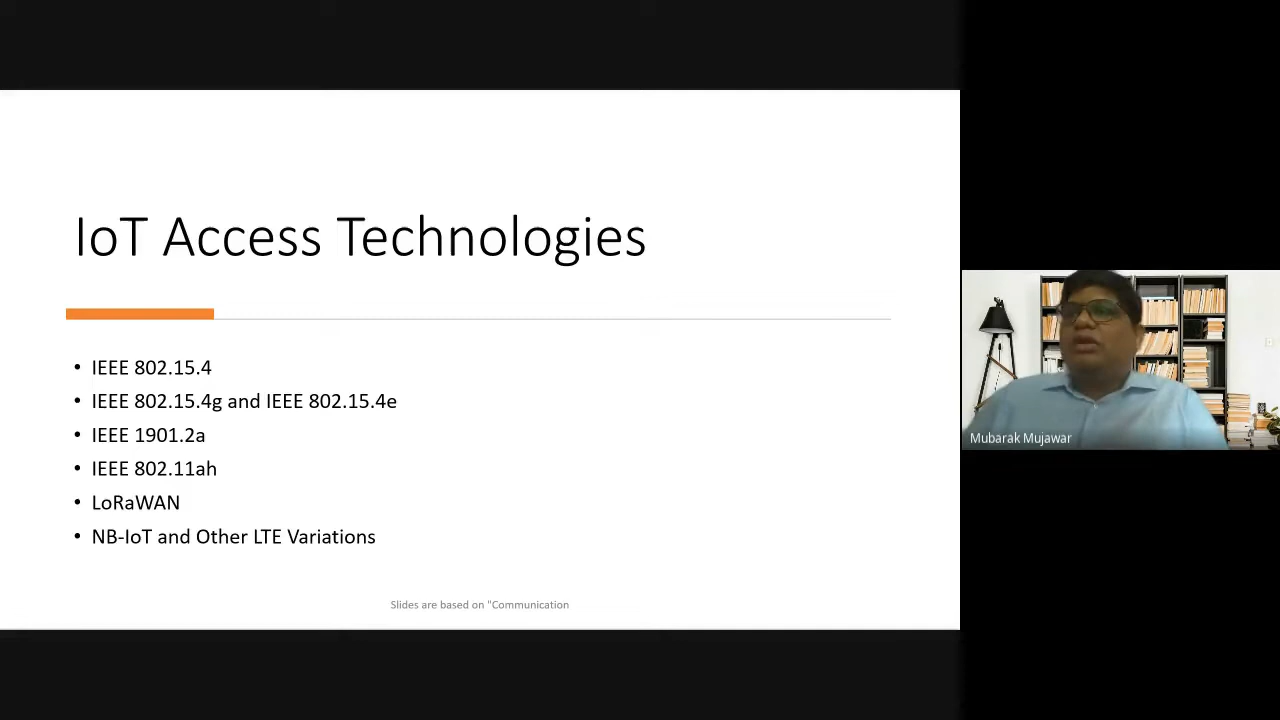 IoT Access Technologies
• IEEE 802.15.4
• IEEE 802.15.4g and IEEE 802.15.4e
• IEEE 1901.2a
• IEEE 802.11ah
• LoRaWAN
• NB-IoT and Other LTE Variations
Slides are based on "Communication
Mubarak Mujawar